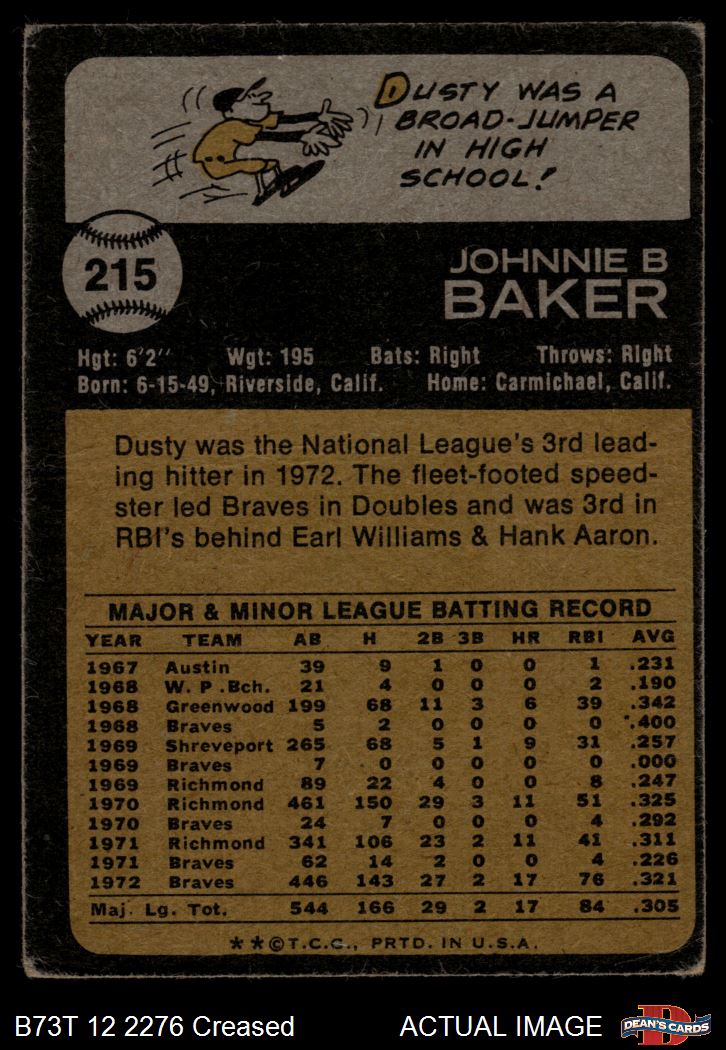 DUSTY WAS A
BROAD-JUMPER
IN HIGH
SCHOOL!
215
JOHNNIE B
BAKER
Hgt: 6'2" Wgt: 195 Bats: Right Throws: Right
Born: 6-15-49, Riverside, Calif. Home: Carmichael, Calif.
Dusty was the National League's 3rd lead-
ing hitter in 1972. The fleet-footed speed-
ster led Braves in Doubles and was 3rd in
RBI's behind Earl Williams & Hank Aaron.
MAJOR & MINOR LEAGUE BATTING RECORD
YEAR TEAM AB H 2B 3B HR RBI AVG
1967 Austin 39 9 1 0 0 1 .231
1968 W. P. Bch. 21 4 0 0 0 2 .190
1968 Greenwood 199 68 11 3 6 39 .342
1968 Braves 5 2 0 0 0 0 .400
1969 Shreveport 265 68 5 1 9 31 .257
1969 Braves 7 0 0 0 0 0 .000
1969 Richmond 89 22 4 0 0 8 .247
1970 Richmond 461 150 29 3 11 51 .325
1970 Braves 24 7 0 0 0 4 .292
1971 Richmond 341 106 23 2 11 41 .311
1971 Braves 62 14 2 0 0 4 .226
1972 Braves 446 143 27 2 17 76 .321
Maj. Lg. Tot. 544 166 29 2 17 84 .305
**©T.C.G., PRTD. IN U.S.A.
B73T 12 2276 Creased ACTUAL IMAGE
D
DEAN'S CARDS